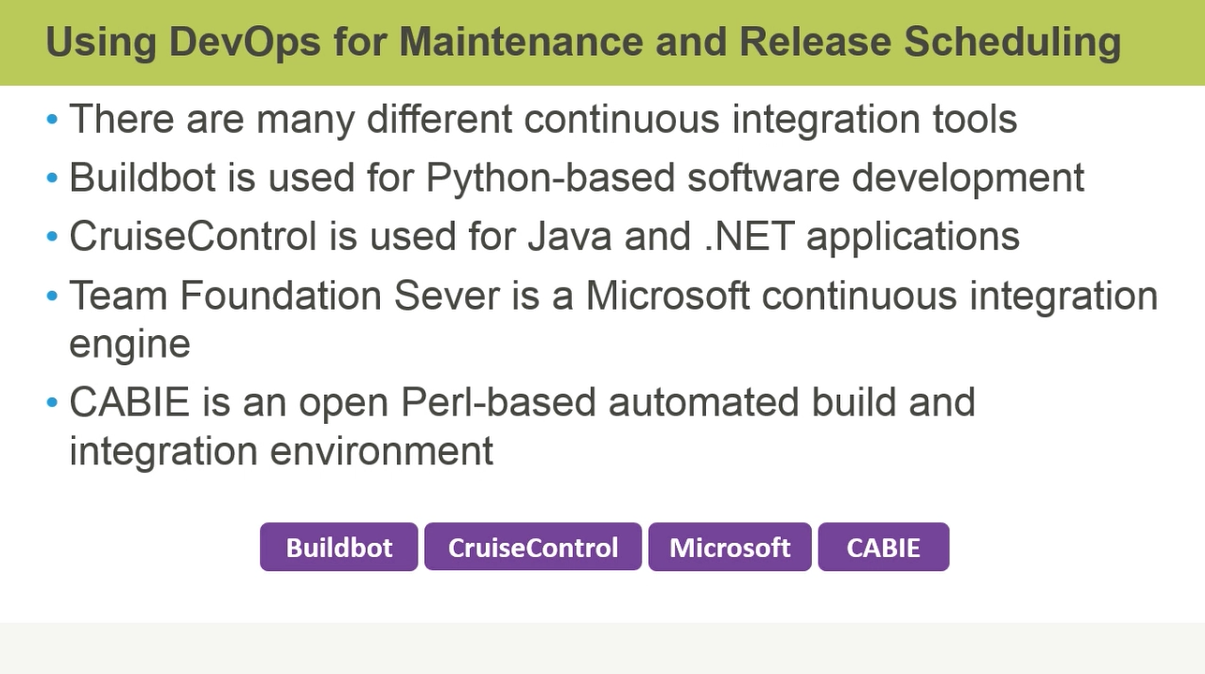 Using DevOps for Maintenance and Release Scheduling
• There are many different continuous integration tools
• Buildbot is used for Python-based software development
• CruiseControl is used for Java and .NET applications
• Team Foundation Sever is a Microsoft continuous integration
engine
• CABIE is an open Perl-based automated build and
integration environment
Buildbot CruiseControl Microsoft CABIE